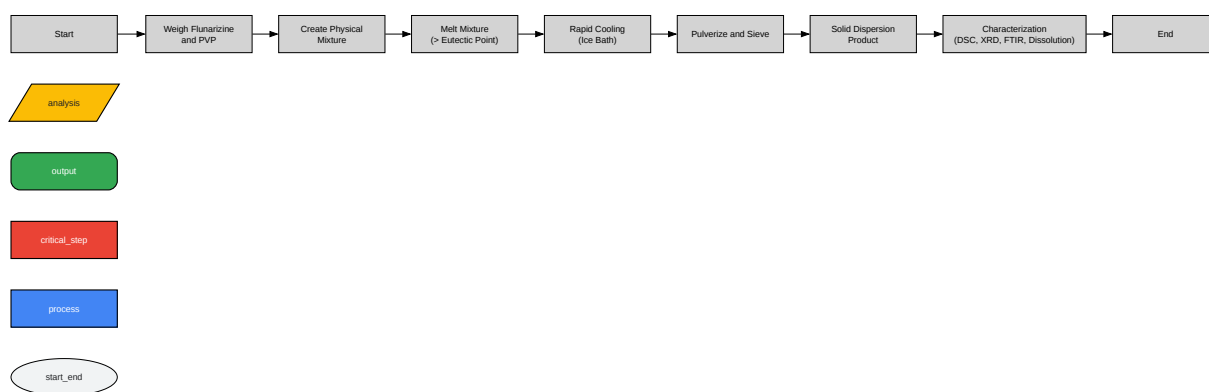 Start
Weigh Flunarizine
and PVP
Create Physical
Mixture
Melt Mixture
(> Eutectic Point)
Rapid Cooling
(Ice Bath)
Pulverize and Sieve
Solid Dispersion
Product
Characterization
(DSC, XRD, FTIR, Dissolution)
End
analysis
output
critical_step
process
start_end